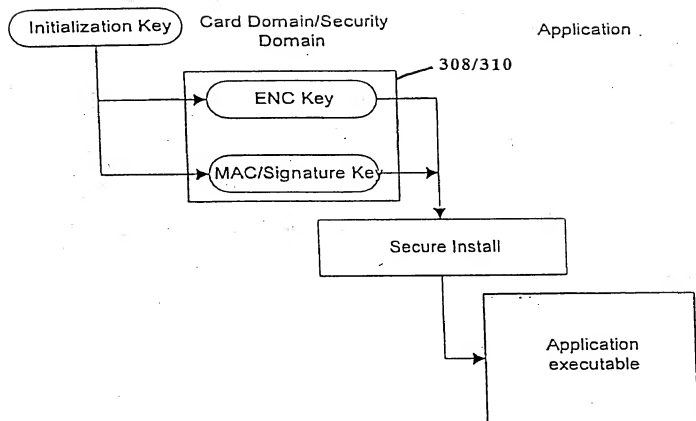 Initialization Key
Card Domain/Security
Domain
Application
308/310
ENC Key
MAC/Signature Key
Secure Install
Application
executable